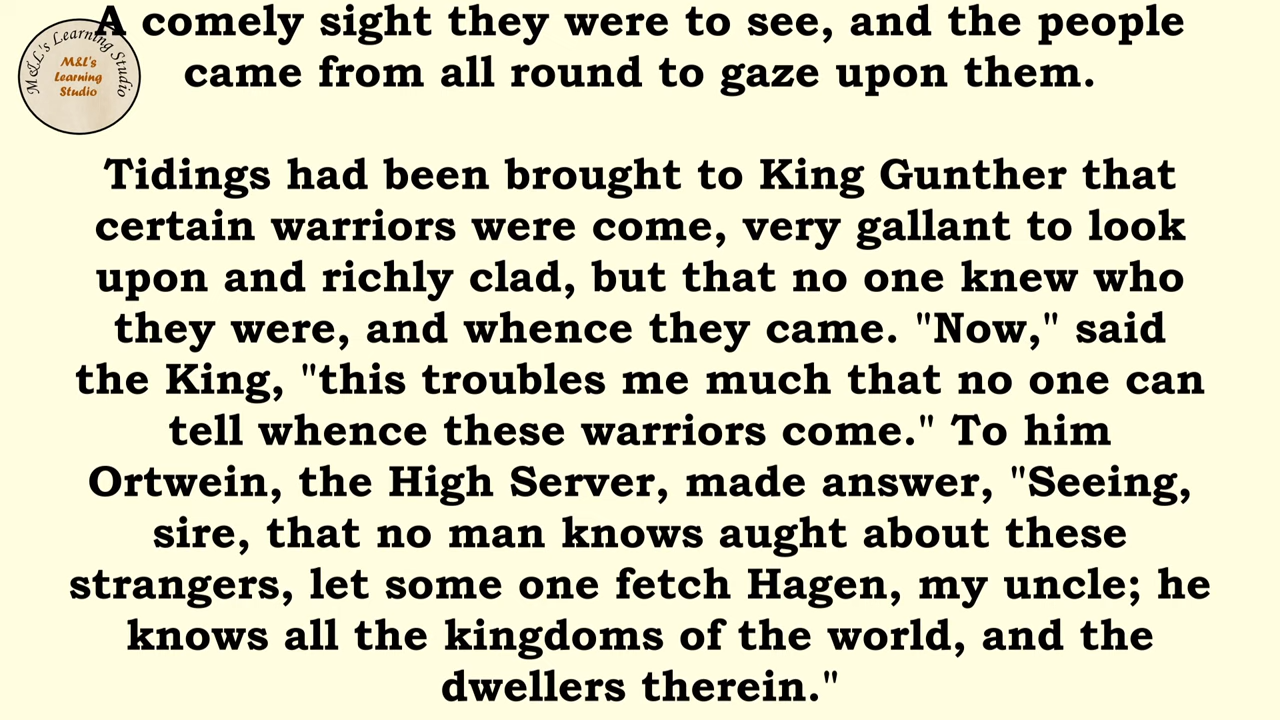 A comely sight they were to see, and the people
came from all round to gaze upon them.
M&L's Learning Studio
M&L's
Learning
Studio
Tidings had been brought to King Gunther that
certain warriors were come, very gallant to look
upon and richly clad, but that no one knew who
they were, and whence they came. "Now," said
the King, "this troubles me much that no one can
tell whence these warriors come." To him
Ortwein, the High Server, made answer, "Seeing,
sire, that no man knows aught about these
strangers, let some one fetch Hagen, my uncle; he
knows all the kingdoms of the world, and the
dwellers therein."